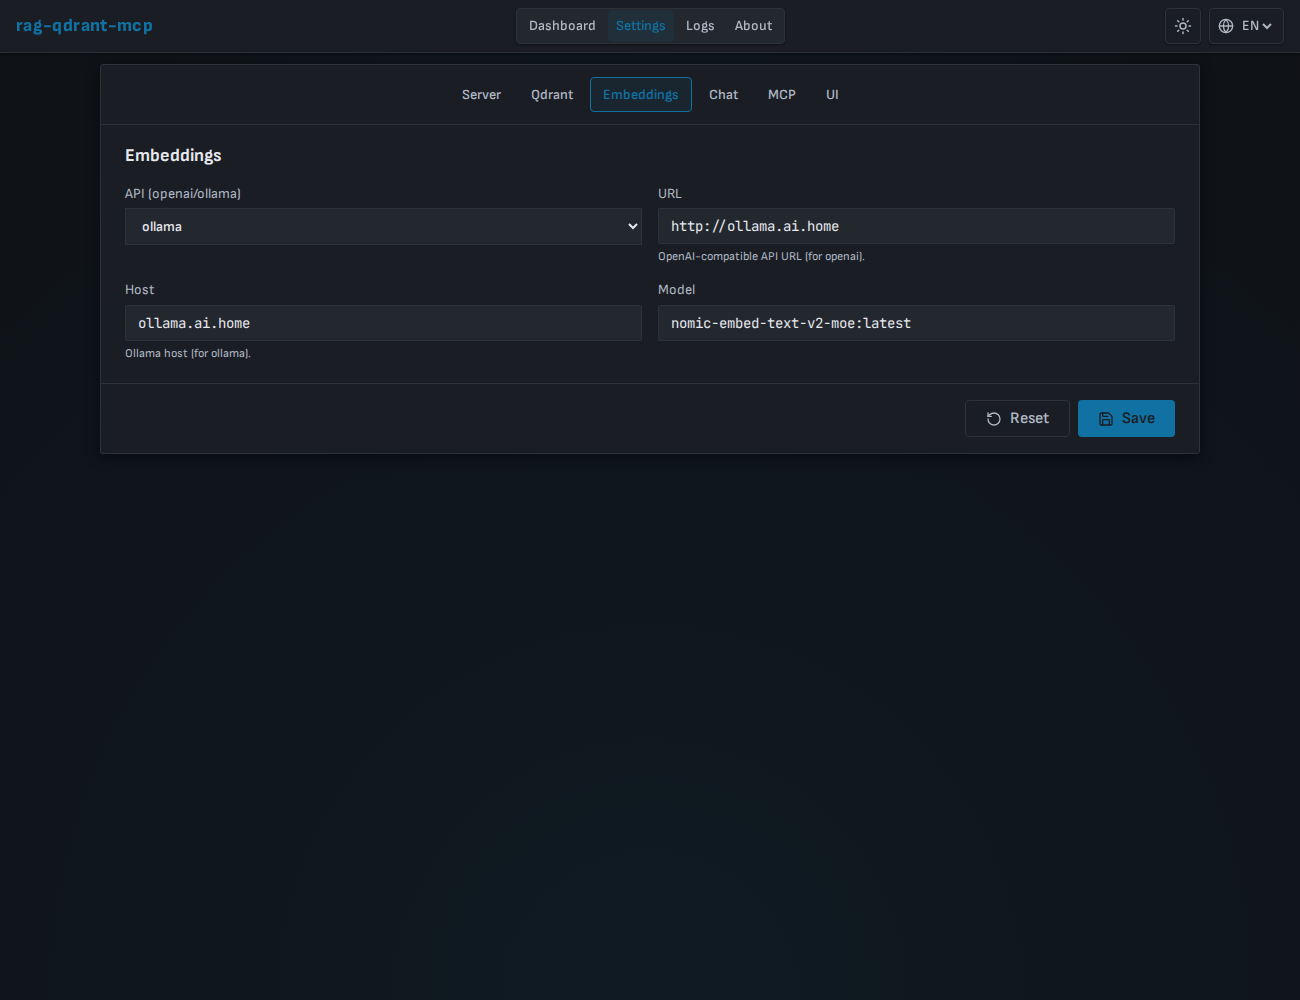 rag-qdrant-mcp
Dashboard Settings Logs About
EN
Server Qdrant Embeddings Chat MCP UI
Embeddings
API (openai/ollama)
ollama
URL
http://ollama.ai.home
OpenAI-compatible API URL (for openai).
Host
ollama.ai.home
Ollama host (for ollama).
Model
nomic-embed-text-v2-moe:latest
Reset Save